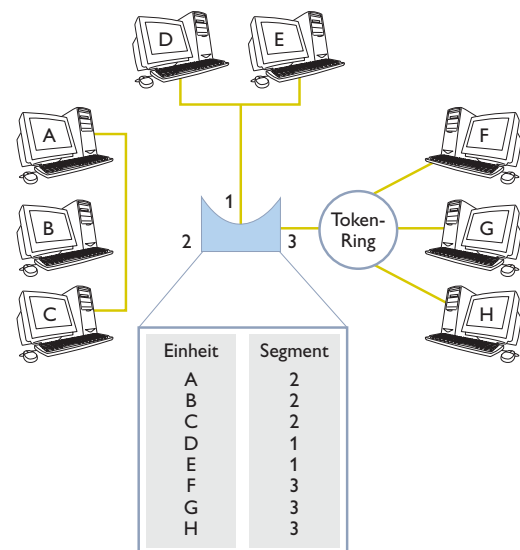 D E
A F
1
B 2 3 Token-
Ring G
C H
Einheit Segment
A 2
B 2
C 2
D 1
E 1
F 3
G 3
H 3